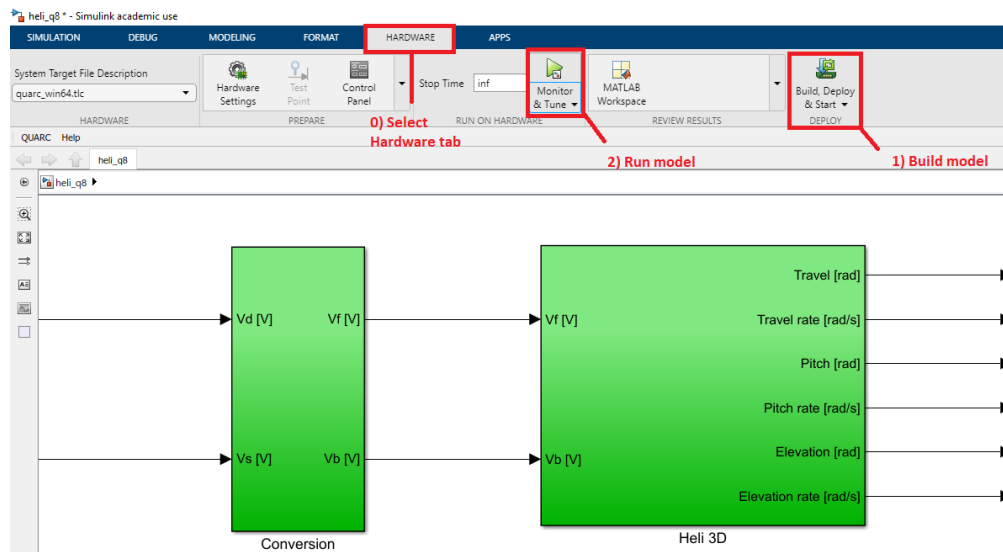 heli_q8 * - Simulink academic use
SIMULATION DEBUG MODELING FORMAT HARDWARE APPS
System Target File Description
quarc_win64.tlc
Hardware Settings
Test Point
Control Panel
Stop Time inf
Monitor & Tune
MATLAB Workspace
Build, Deploy & Start
HARDWARE PREPARE RUN ON HARDWARE REVIEW RESULTS DEPLOY
0) Select
Hardware tab
2) Run model
1) Build model
QUARC Help
heli_q8
heli_q8
Travel [rad]
Vd [V] Vf [V] Vf [V] Travel rate [rad/s]
Pitch [rad]
Pitch rate [rad/s]
Elevation [rad]
Vs [V] Vb [V] Vb [V]
Elevation rate [rad/s]
Conversion
Heli 3D